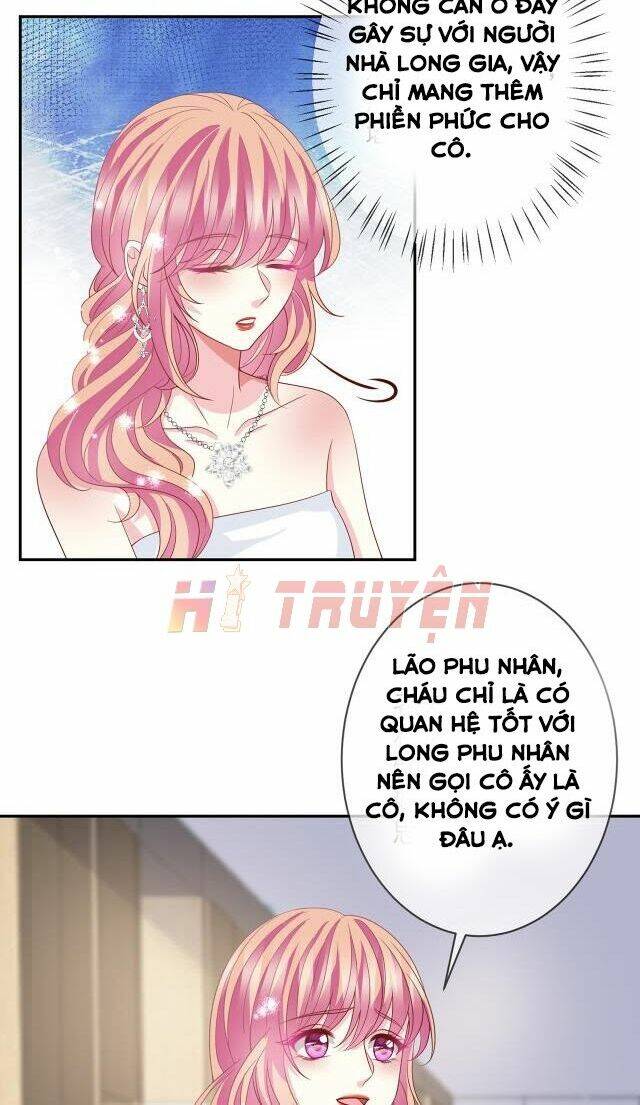 KHÔNG CẦN Ở ĐÂY
GÂY SỰ VỚI NGƯỜI
NHÀ LONG GIA, VẬY
CHỈ MANG THÊM
PHIỀN PHỨC CHO
CÔ.
HI TRUYỆN
LÃO PHU NHÂN,
CHÁU CHỈ LÀ CÓ
QUAN HỆ TỐT VỚI
LONG PHU NHÂN
NÊN GỌI CÔ ẤY LÀ
CÔ, KHÔNG CÓ Ý GÌ
ĐÂU Ạ.